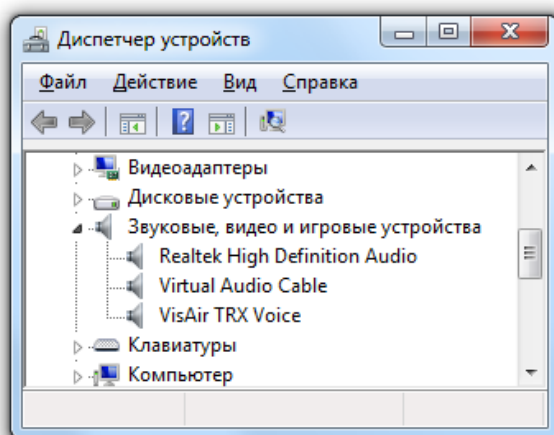 Диспетчер устройств
Файл Действие Вид Справка
Видеоадаптеры
Дисковые устройства
Звуковые, видео и игровые устройства
Realtek High Definition Audio
Virtual Audio Cable
VisAir TRX Voice
Клавиатуры
Компьютер